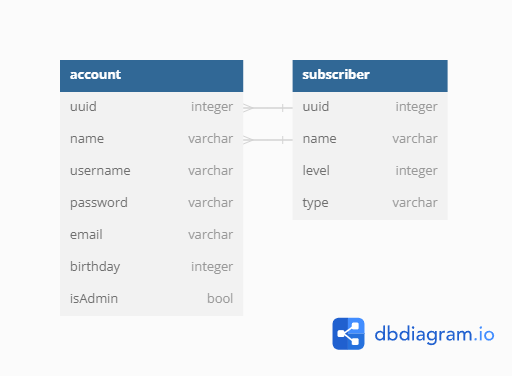 account
uuid integer
name varchar
username varchar
password varchar
email varchar
birthday integer
isAdmin bool
subscriber
uuid integer
name varchar
level integer
type varchar
dbdiagram.io